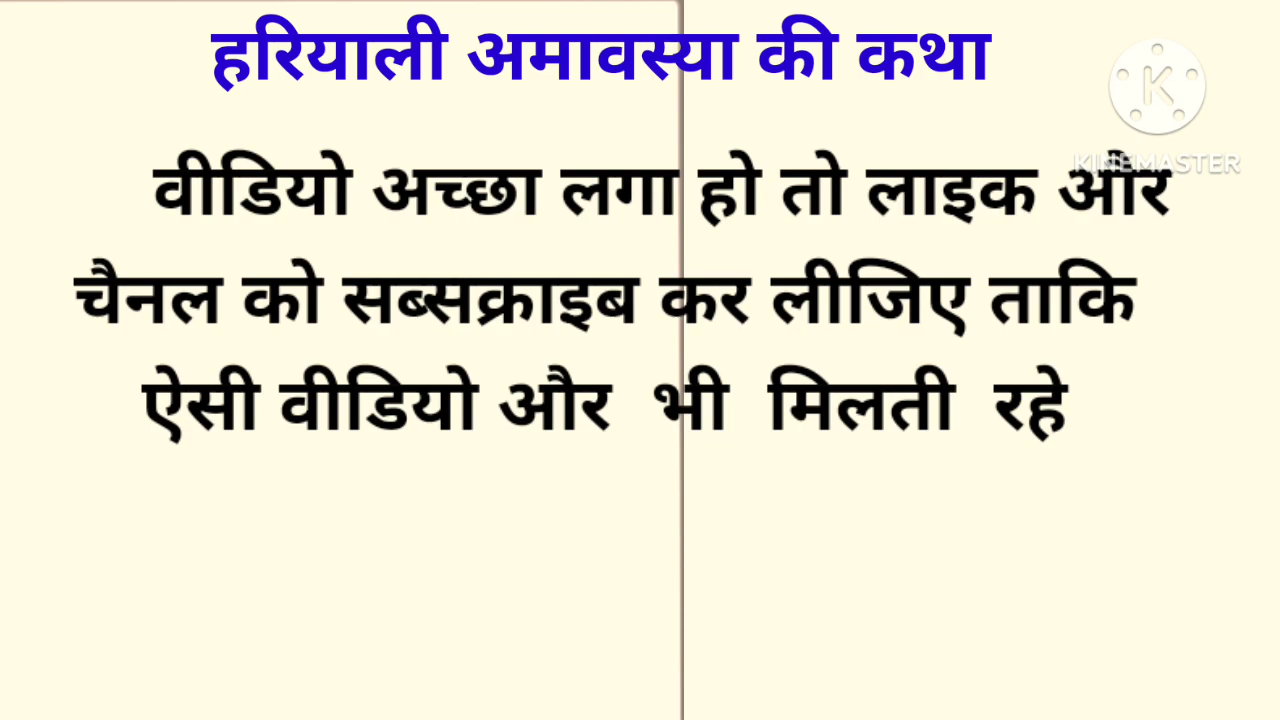 हरियाली अमावस्या की कथा
वीडियो अच्छा लगा हो तो लाइक और
चैनल को सब्सक्राइब कर लीजिए ताकि
ऐसी वीडियो और भी मिलती रहे
K
KINEMASTER